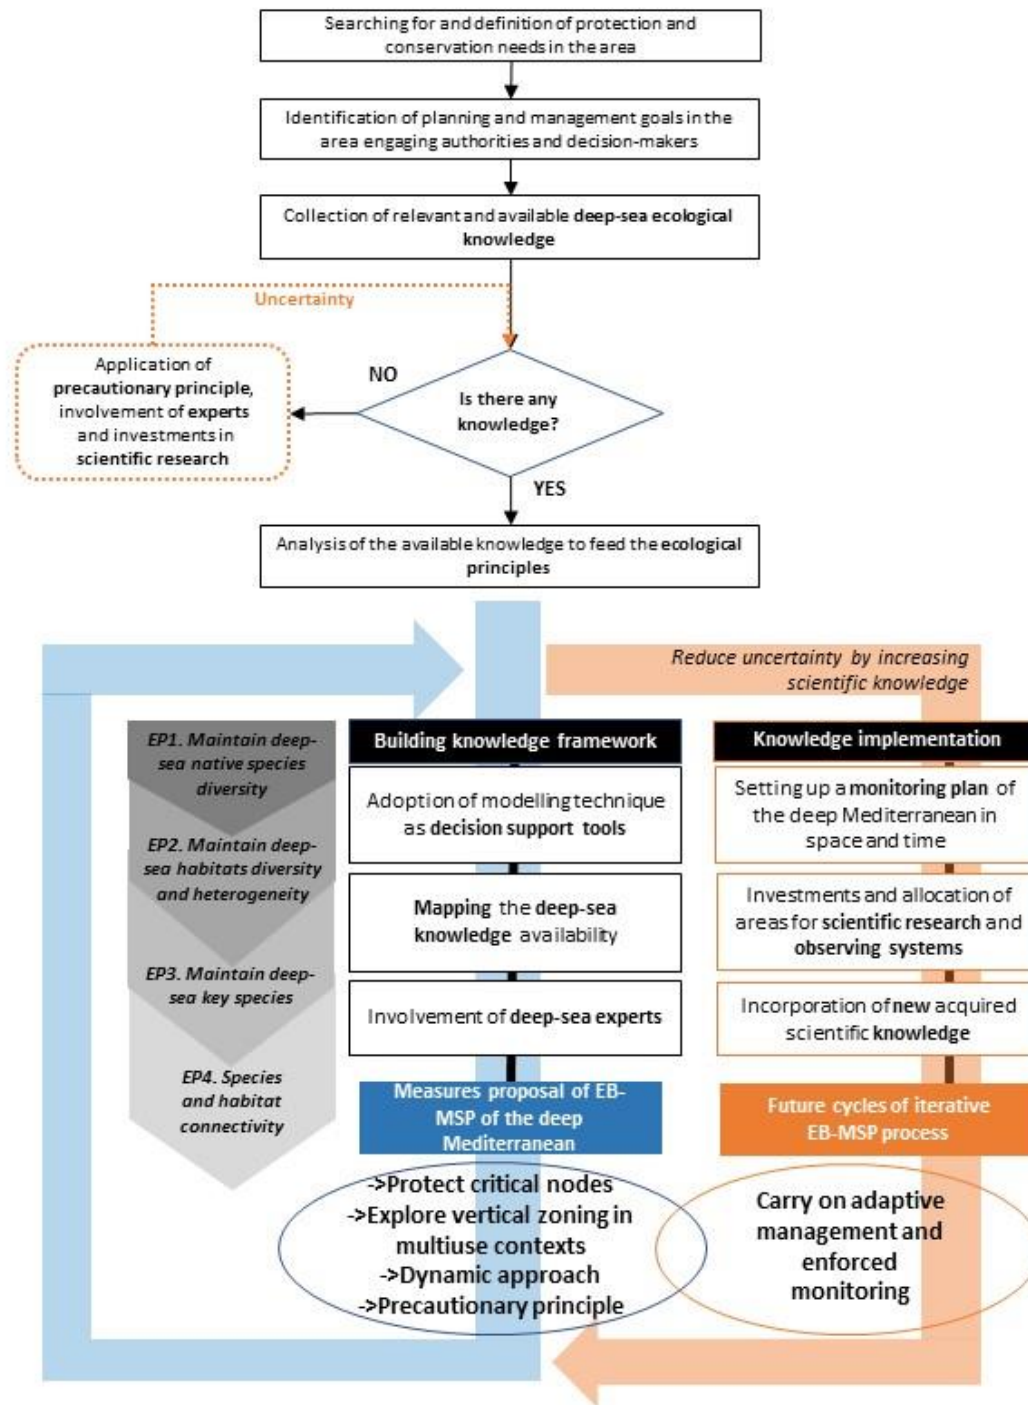 Searching for and definition of protection and
conservation needs in the area
Identification of planning and management goals in the
area engaging authorities and decision-makers
Collection of relevant and available deep-sea ecological
knowledge
Uncertainty
Application of
precautionary principle,
involvement of experts
and investments in
scientific research
NO
Is there any
knowledge?
YES
Analysis of the available knowledge to feed the ecological
principles
Reduce uncertainty by increasing
scientific knowledge
EP1. Maintain deep-
sea native species
diversity
EP2. Maintain deep-
sea habitats diversity
and heterogeneity
EP3. Maintain deep-
sea key species
EP4. Species
and habitat
connectivity
Building knowledge framework
Adoption of modelling technique
as decision support tools
Mapping the deep-sea
knowledge availability
Involvement of deep-sea experts
Measures proposal of EB-
MSP of the deep
Mediterranean
->Protect critical nodes
->Explore vertical zoning in
multiuse contexts
->Dynamic approach
->Precautionary principle
Knowledge implementation
Setting up a monitoring plan of
the deep Mediterranean in
space and time
Investments and allocation of
areas for scientific research and
observing systems
Incorporation of new acquired
scientific knowledge
Future cycles of iterative
EB-MSP process
Carry on adaptive
management and
enforced
monitoring